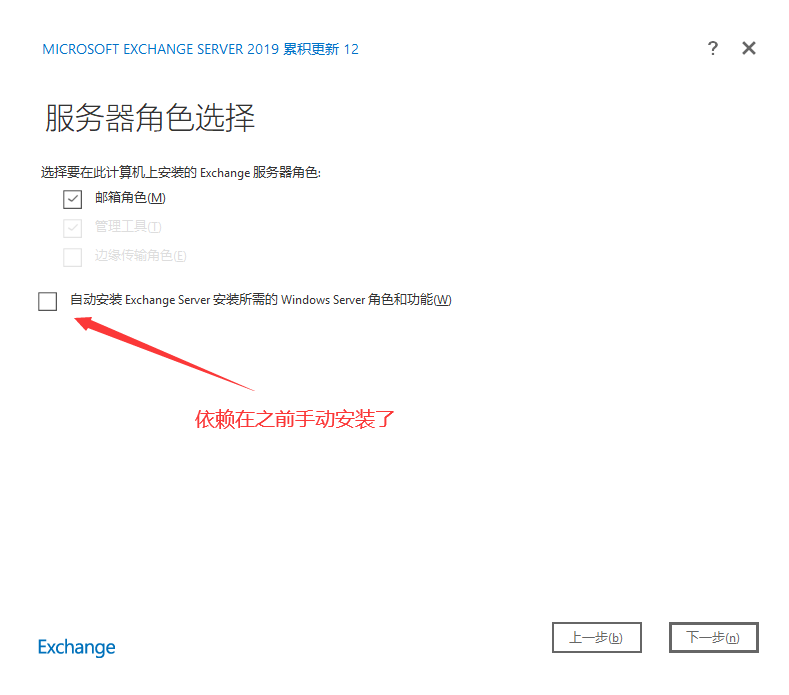 MICROSOFT EXCHANGE SERVER 2019 累积更新 12
?
服务器角色选择
选择要在此计算机上安装的 Exchange 服务器角色:
邮箱角色(M)
管理工具(T)
边缘传输角色(E)
自动安装 Exchange Server 安装所需的 Windows Server 角色和功能(W)
依赖在之前手动安装了
Exchange
上一步(b)
下一步(n)